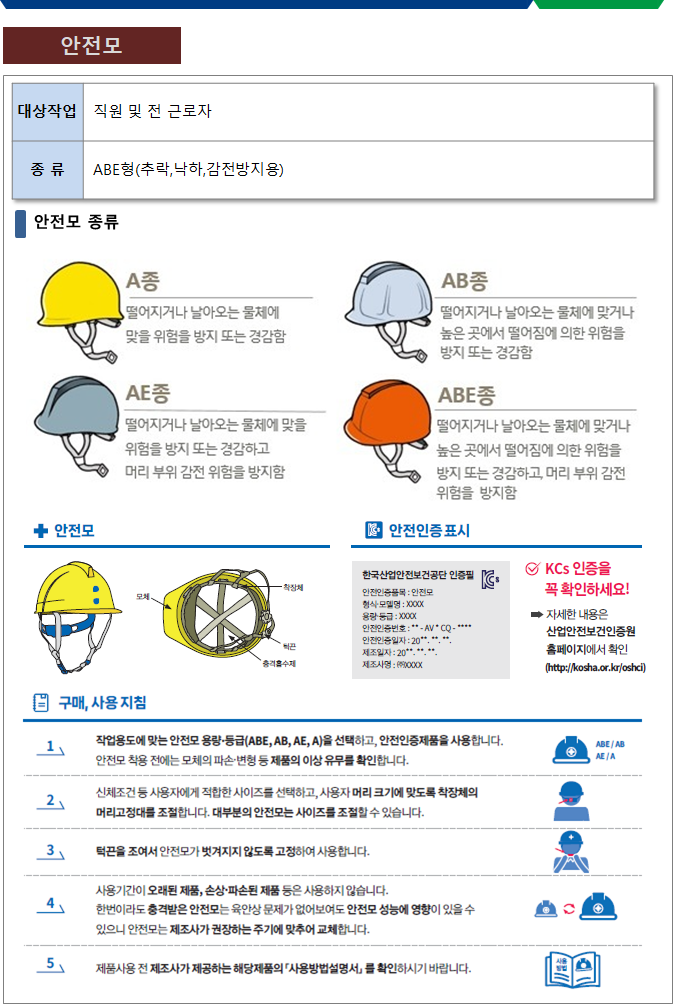 안전모
대상작업 직원 및 전 근로자
종 류 ABE형(추락,낙하,감전방지용)
안전모 종류
A종
떨어지거나 날아오는 물체에
맞을 위험을 방지 또는 경감함
AB종
떨어지거나 날아오는 물체에 맞거나
높은 곳에서 떨어짐에 의한 위험을
방지 또는 경감함
AE종
떨어지거나 날아오는 물체에 맞을
위험을 방지 또는 경감하고
머리 부위 감전 위험을 방지함
ABE종
떨어지거나 날아오는 물체에 맞거나
높은 곳에서 떨어짐에 의한 위험을
방지 또는 경감하고, 머리 부위 감전
위험을 방지함
안전모
모체
착장체
턱끈
충격흡수제
안전인증 표시
한국산업안전보건공단 인증필
안전인증품목 : 안전모
형식·모델명 : XXXX
용량·등급 : XXXX
안전인증번호 : ** - AV * CQ - ****
안전인증일자 : 20**. **. **.
제조일자 : 20**. **. **.
제조사명 : ㈜XXXX
KCs 인증을
꼭 확인하세요!
자세한 내용은
산업안전보건인증원
홈페이지에서 확인
(http://kosha.or.kr/oshci)
구매, 사용 지침
1
작업용도에 맞는 안전모 용량·등급(ABE, AB, AE, A)을 선택하고, 안전인증제품을 사용합니다.
안전모 착용 전에는 모체의 파손·변형 등 제품의 이상 유무를 확인합니다.
ABE / AB
AE / A
2
신체조건 등 사용자에게 적합한 사이즈를 선택하고, 사용자 머리 크기에 맞도록 착장체의
머리고정대를 조절합니다. 대부분의 안전모는 사이즈를 조절할 수 있습니다.
3
턱끈을 조여서 안전모가 벗겨지지 않도록 고정하여 사용합니다.
4
사용기간이 오래된 제품, 손상·파손된 제품 등은 사용하지 않습니다.
한번이라도 충격받은 안전모는 육안상 문제가 없어보여도 안전모 성능에 영향이 있을 수
있으니 안전모는 제조사가 권장하는 주기에 맞추어 교체합니다.
5
제품사용 전 제조사가 제공하는 해당제품의 「사용방법설명서」를 확인하시기 바랍니다.
사용
방법